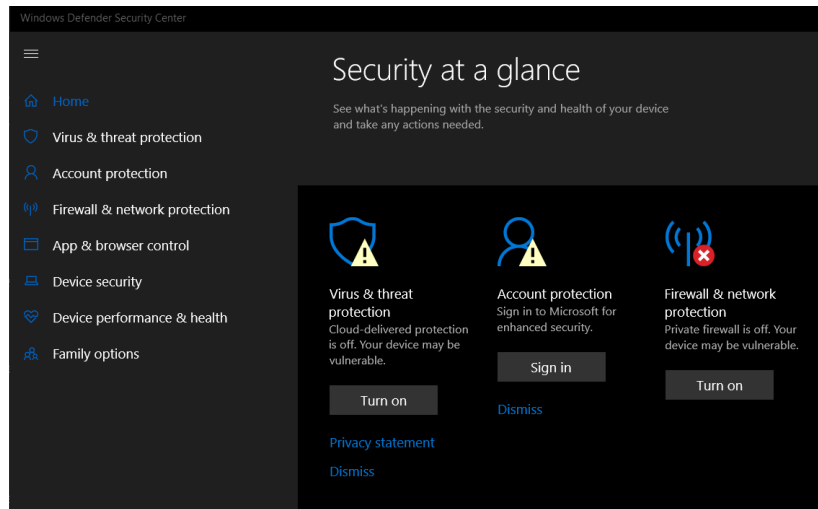 Windows Defender Security Center
Security at a glance
See what's happening with the security and health of your device
and take any actions needed.
Home
Virus & threat protection
Account protection
Firewall & network protection
App & browser control
Device security
Device performance & health
Family options
Virus & threat
protection
Cloud-delivered protection
is off. Your device may be
vulnerable.
Turn on
Privacy statement
Dismiss
Account protection
Sign in to Microsoft for
enhanced security.
Sign in
Dismiss
Firewall & network
protection
Private firewall is off. Your
device may be vulnerable.
Turn on